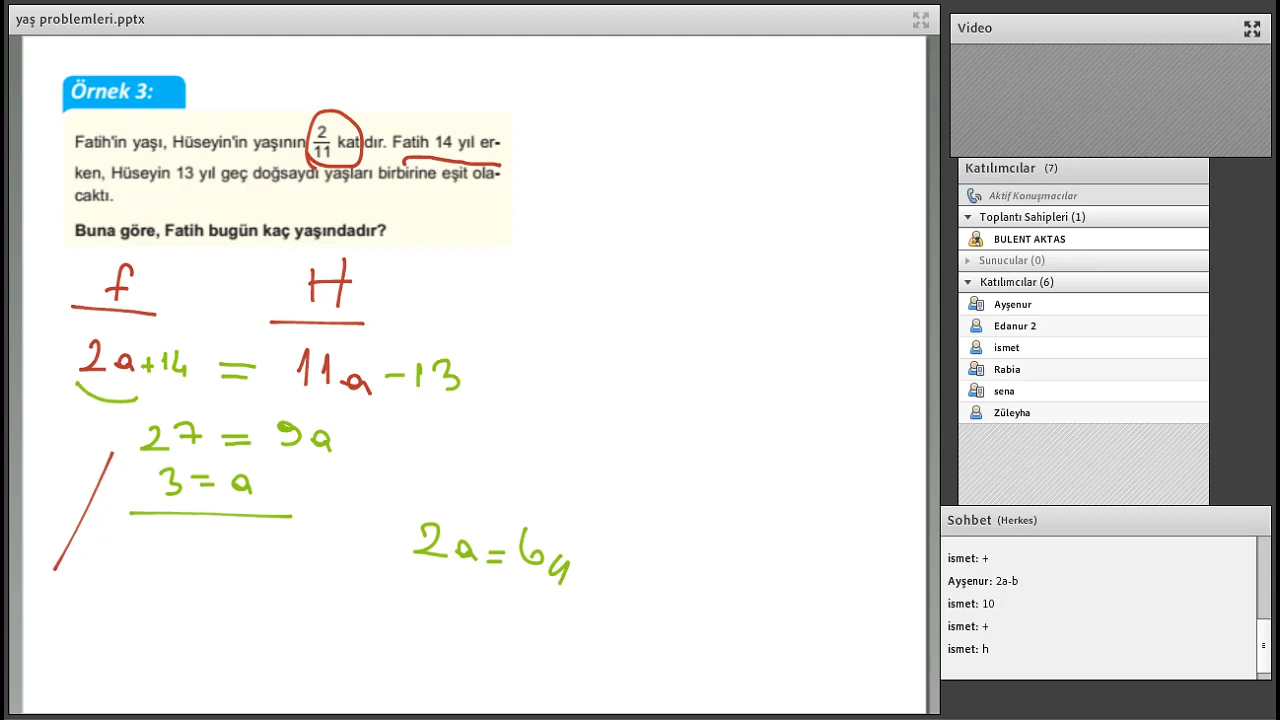 yaş problemleri.pptx
Örnek 3:
Fatih'in yaşı, Hüseyin'in yaşının 2/11 katıdır. Fatih 14 yıl er-
ken, Hüseyin 13 yıl geç doğsaydı yaşları birbirine eşit ola-
caktı.
Buna göre, Fatih bugün kaç yaşındadır?
f H
2a+14 = 11a-13
27 = 9a
3 = a
2a = 6
Video
Katılımcılar (7)
Aktif Konuşmacılar
Toplantı Sahipleri (1)
BULENT AKTAS
Sunucular (0)
Katılımcılar (6)
Ayşenur
Edanur 2
ismet
Rabia
sena
Züleyha
Sohbet (Herkes)
ismet: +
Ayşenur: 2a-b
ismet: 10
ismet: +
ismet: h